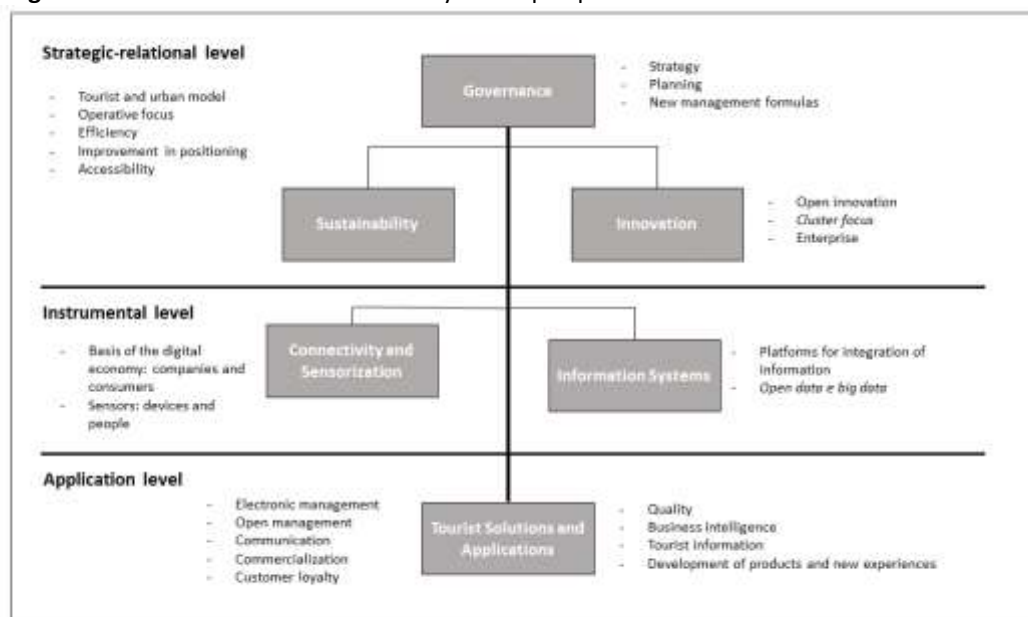 Strategic-relational level
- Tourist and urban model
- Operative focus
- Efficiency
- Improvement in positioning
- Accessibility
Governance
- Strategy
- Planning
- New management formulas
Sustainability
Innovation
- Open innovation
- Cluster focus
- Enterprise
Instrumental level
- Basis of the digital
economy: companies and
consumers
- Sensors: devices and
people
Connectivity and
Sensorization
Information Systems
- Platforms for integration of
information
- Open data e big data
Application level
- Electronic management
- Open management
- Communication
- Commercialization
- Customer loyalty
Tourist Solutions and
Applications
- Quality
- Business intelligence
- Tourist information
- Development of products and new experiences